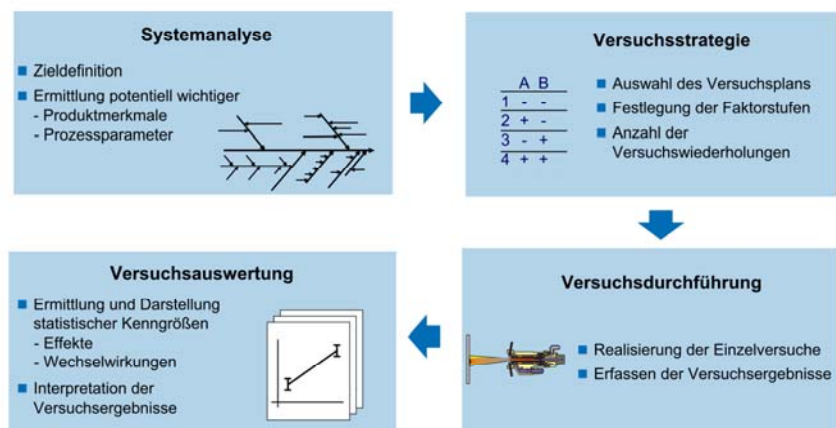 Systemanalyse
Zieldefinition
Ermittlung potentiell wichtiger
- Produktmerkmale
- Prozessparameter
Versuchsstrategie
A B
1 - -
2 + -
3 - +
4 + +
Auswahl des Versuchsplans
Festlegung der Faktorstufen
Anzahl der
Versuchswiederholungen
Versuchsdurchführung
Realisierung der Einzelversuche
Erfassen der Versuchsergebnisse
Versuchsauswertung
Ermittlung und Darstellung
statistischer Kenngrößen
- Effekte
- Wechselwirkungen
Interpretation der
Versuchsergebnisse